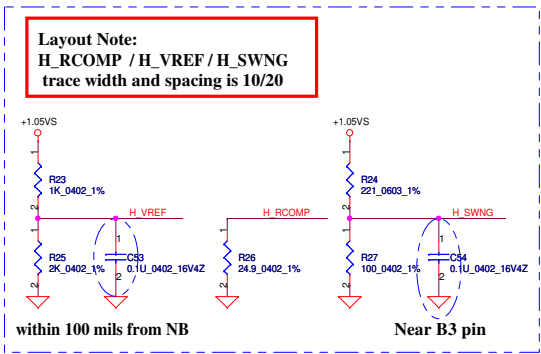 Layout Note:
H_RCOMP / H_VREF / H_SWNG
trace width and spacing is 10/20
+1.05VS
+1.05VS
1
1
R23
1K_0402_1%
R24
221_0603_1%
2
2
H_VREF
H_RCOMP
H_SWNG
1
1
1
1
1
R25
2K_0402_1%
C53
0.1U_0402_16V4Z
R26
24.9_0402_1%
R27
100_0402_1%
C54
0.1U_0402_16V4Z
2
2
2
2
2
within 100 mils from NB
Near B3 pin